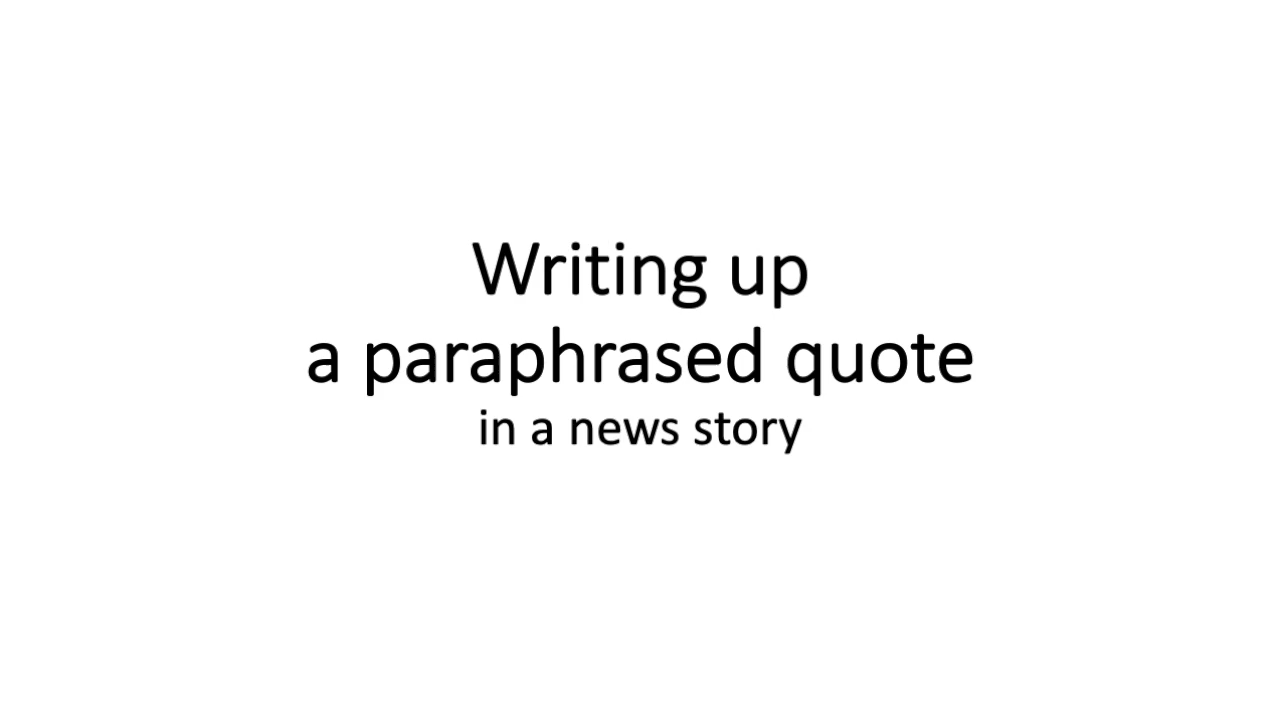 Writing up
a paraphrased quote
in a news story